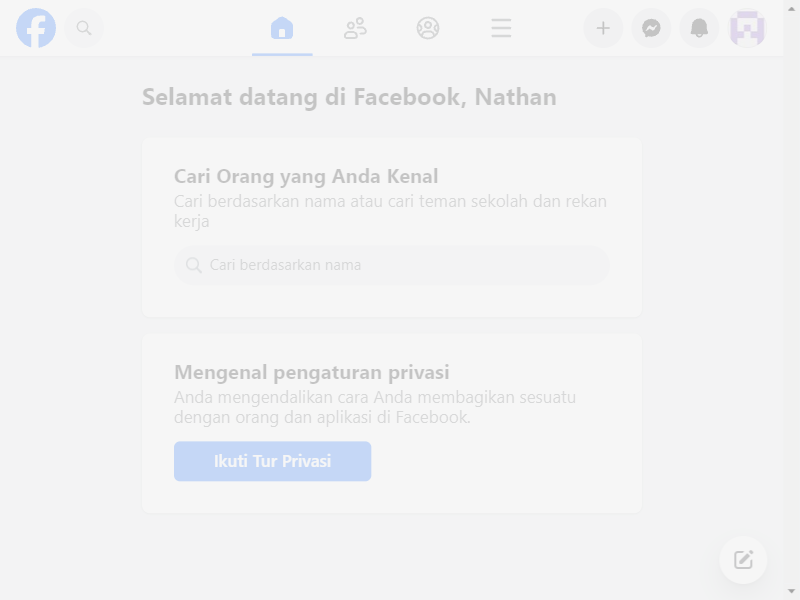 Selamat datang di Facebook, Nathan
Cari Orang yang Anda Kenal
Cari berdasarkan nama atau cari teman sekolah dan rekan
kerja
Cari berdasarkan nama
Mengenal pengaturan privasi
Anda mengendalikan cara Anda membagikan sesuatu
dengan orang dan aplikasi di Facebook.
Ikuti Tur Privasi